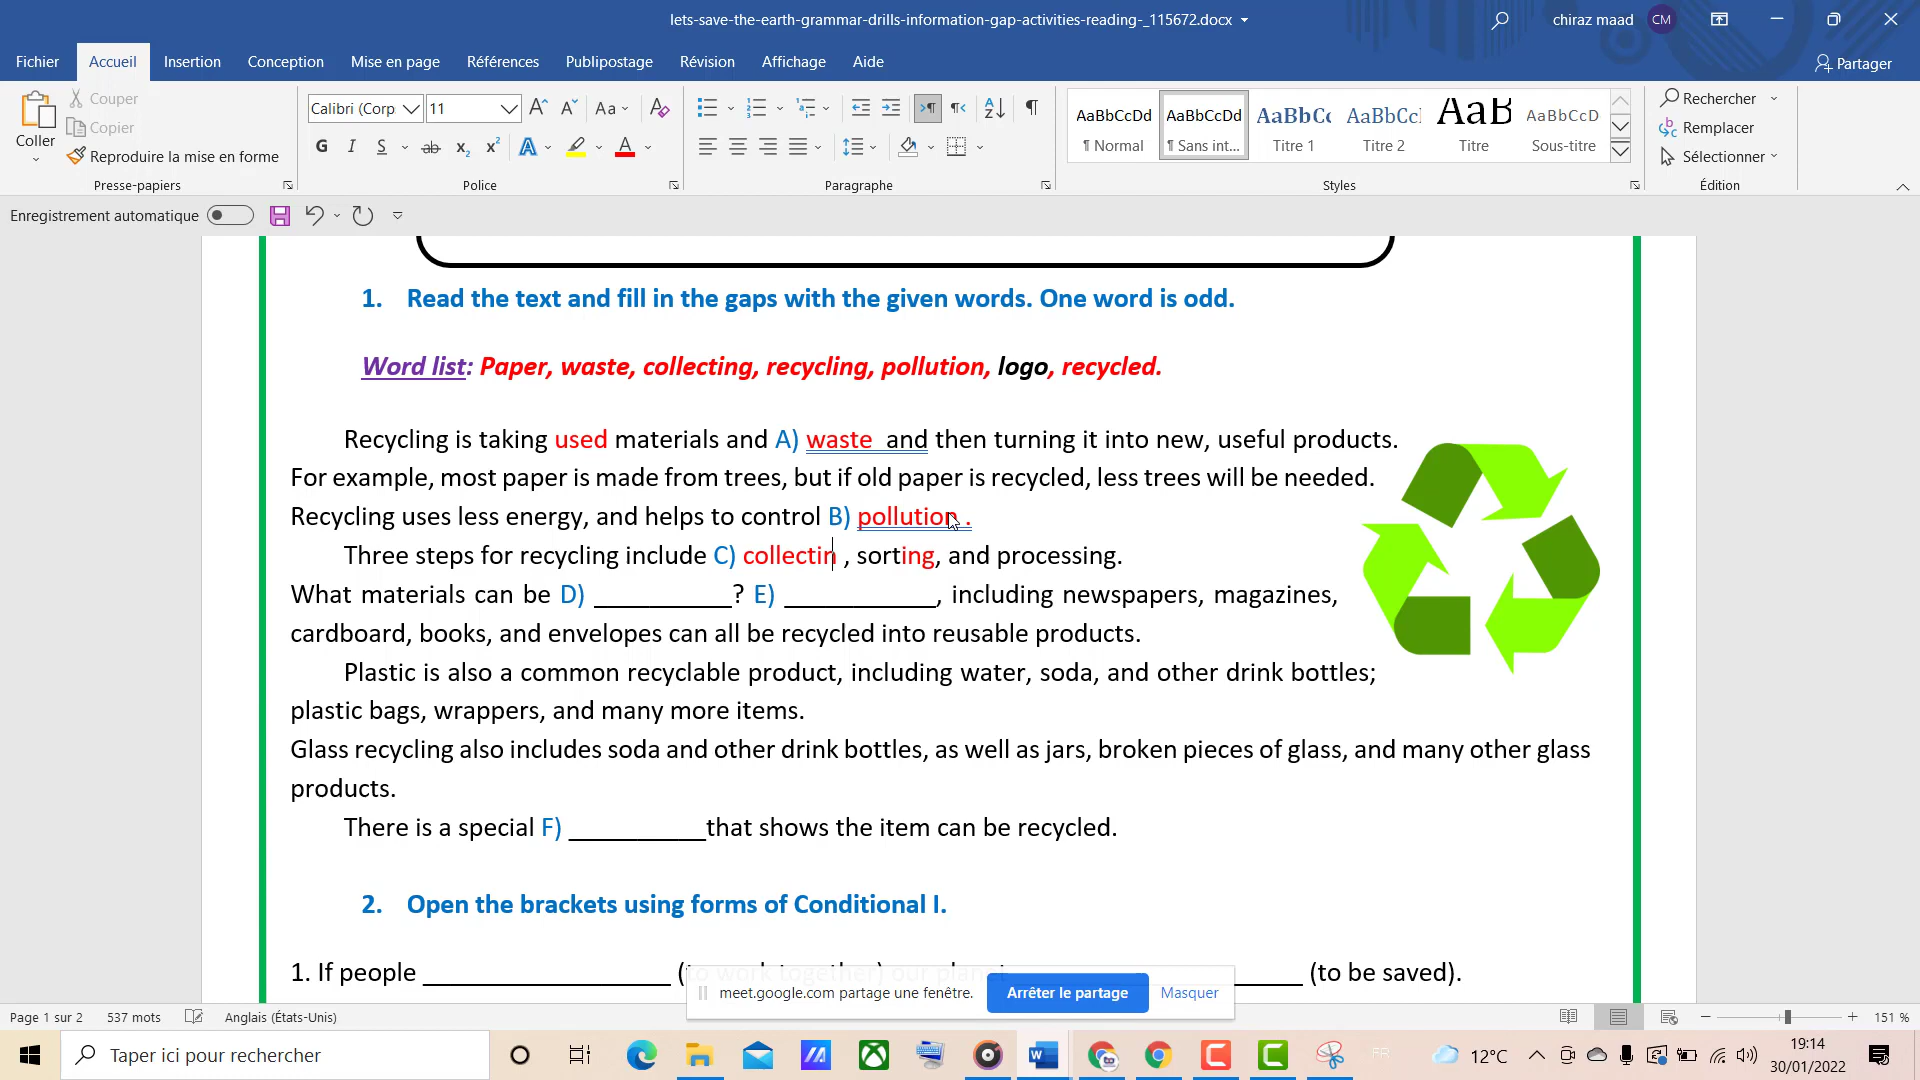 lets-save-the-earth-grammar-drills-information-gap-activities-reading-_115672.docx
chiraz maad CM
Fichier Accueil Insertion Conception Mise en page Références Publipostage Révision Affichage Aide Partager
Coller
Couper
Copier
Reproduire la mise en forme
Presse-papiers
Calibri (Corp 11
Police
Paragraphe
AaBbCcDd AaBbCcDd AaBbCc AaBbCcI AaB AaBbCcD
¶ Normal ¶ Sans int... Titre 1 Titre 2 Titre Sous-titre
Styles
Rechercher
Remplacer
Sélectionner
Édition
Enregistrement automatique
1. Read the text and fill in the gaps with the given words. One word is odd.
Word list: Paper, waste, collecting, recycling, pollution, logo, recycled.
Recycling is taking used materials and A) waste and then turning it into new, useful products.
For example, most paper is made from trees, but if old paper is recycled, less trees will be needed.
Recycling uses less energy, and helps to control B) pollution .
Three steps for recycling include C) collectin , sorting, and processing.
What materials can be D) __________? E) ___________, including newspapers, magazines,
cardboard, books, and envelopes can all be recycled into reusable products.
Plastic is also a common recyclable product, including water, soda, and other drink bottles;
plastic bags, wrappers, and many more items.
Glass recycling also includes soda and other drink bottles, as well as jars, broken pieces of glass, and many other glass
products.
There is a special F) __________that shows the item can be recycled.
2. Open the brackets using forms of Conditional I.
1. If people __________________ (to work together) our planet __________ (to be saved).
meet.google.com partage une fenêtre. Arrêter le partage Masquer
Page 1 sur 2 537 mots Anglais (États-Unis) 151 %
Taper ici pour rechercher
FR
12°C
19:14
30/01/2022